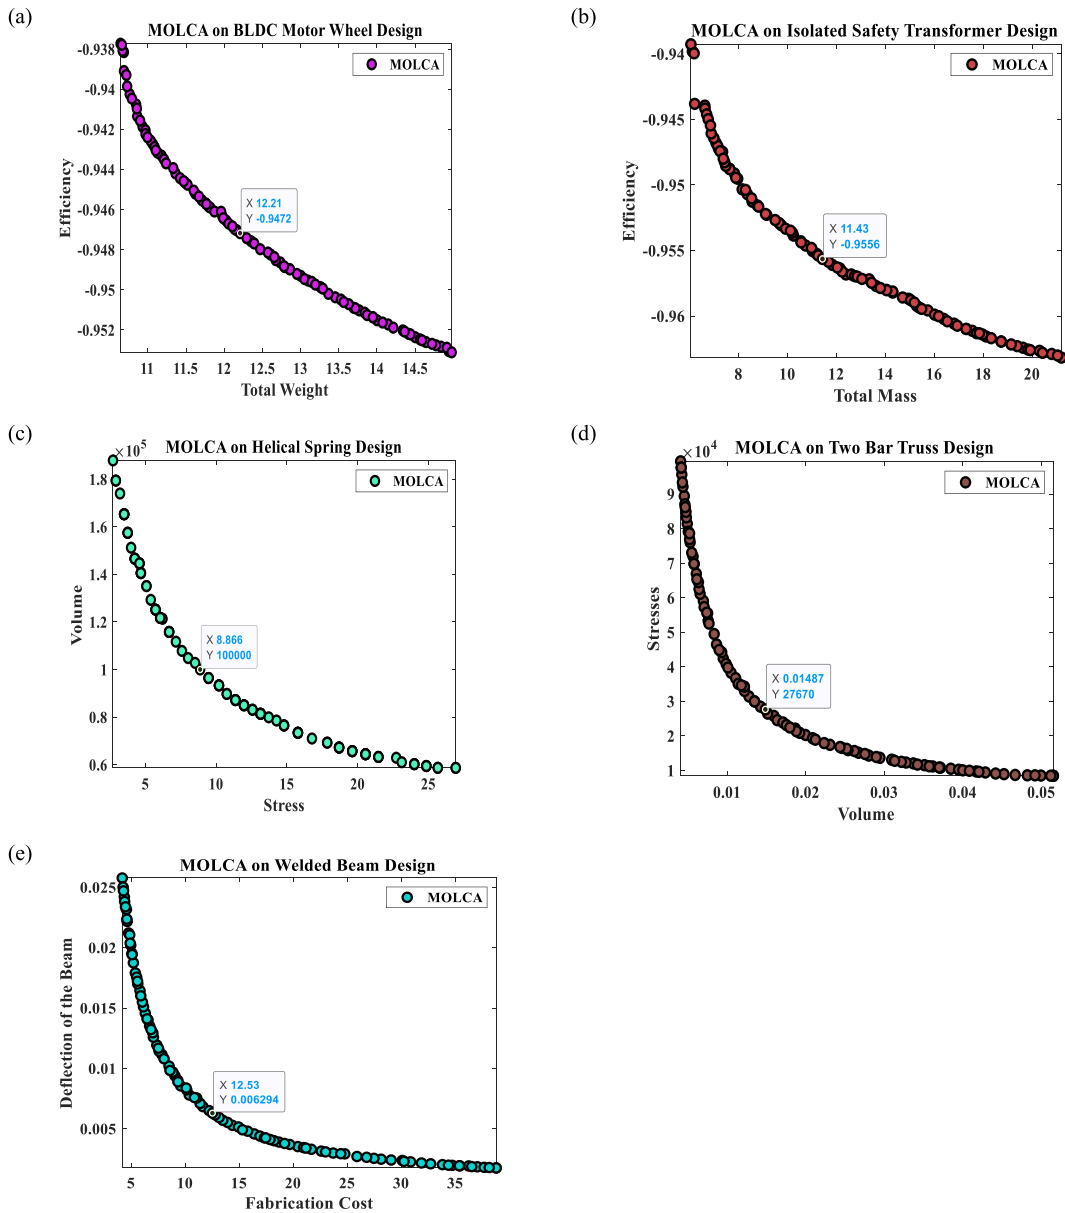 (a)
MOLCA on BLDC Motor Wheel Design
MOLCA
-0.938
-0.94
-0.942
-0.944
-0.946
-0.948
-0.95
-0.952
Efficiency
X 12.21
Y -0.9472
11 11.5 12 12.5 13 13.5 14 14.5
Total Weight
(b)
MOLCA on Isolated Safety Transformer Design
MOLCA
-0.94
-0.945
-0.95
-0.955
-0.96
Efficiency
X 11.43
Y -0.9556
8 10 12 14 16 18 20
Total Mass
(c)
MOLCA on Helical Spring Design
×10⁵
MOLCA
1.8
1.6
1.4
1.2
1
0.8
0.6
Volume
X 8.866
Y 100000
5 10 15 20 25
Stress
(d)
MOLCA on Two Bar Truss Design
×10⁴
MOLCA
9
8
7
6
5
4
3
2
1
Stresses
X 0.01487
Y 27670
0.01 0.02 0.03 0.04 0.05
Volume
(e)
MOLCA on Welded Beam Design
MOLCA
0.025
0.02
0.015
0.01
0.005
Deflection of the Beam
X 12.53
Y 0.006294
5 10 15 20 25 30 35
Fabrication Cost